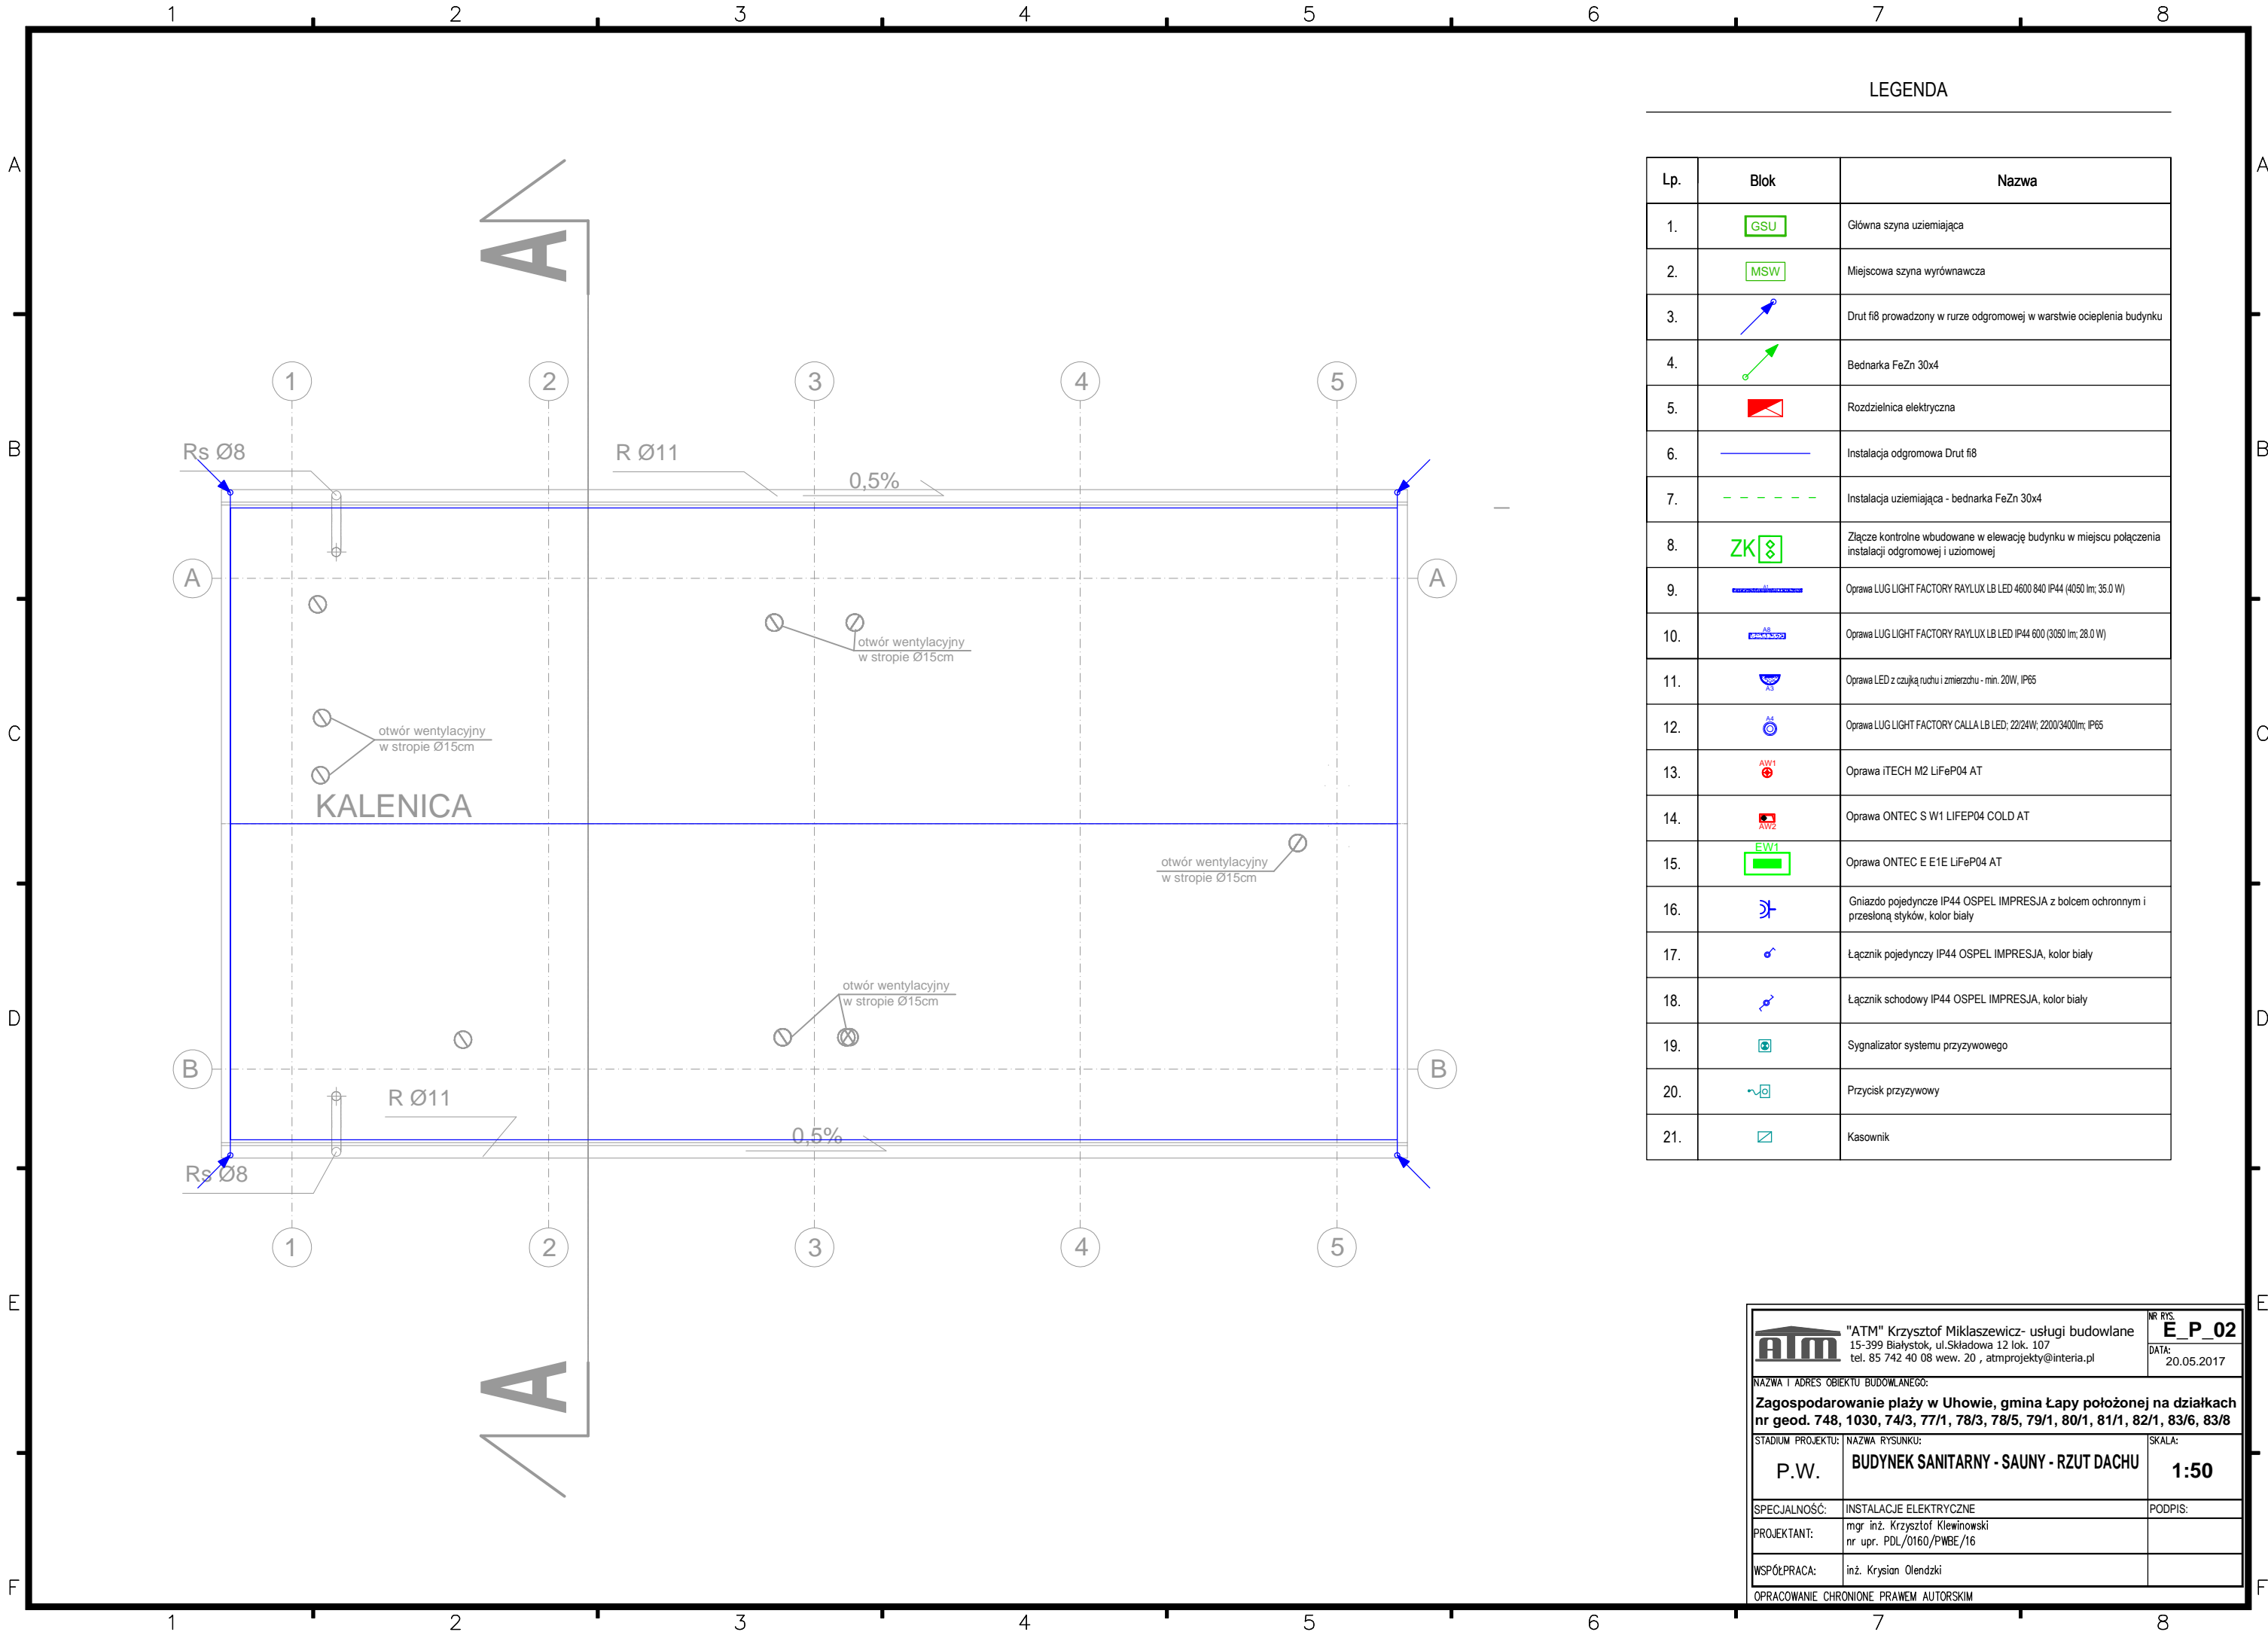 1 2 3 4 5 6 7 8
A A
B B
C C
D D
E E
F F
A
1 2 3 4 5
Rs Ø8
R Ø11
0,5%
A A
otwór wentylacyjny
w stropie Ø15cm
otwór wentylacyjny
w stropie Ø15cm
KALENICA
otwór wentylacyjny
w stropie Ø15cm
otwór wentylacyjny
w stropie Ø15cm
B B
R Ø11
0,5%
Rs Ø8
1 2 3 4 5
A
LEGENDA
Lp. Blok Nazwa
1. GSU Główna szyna uziemiająca
2. MSW Miejscowa szyna wyrównawcza
3. Drut fi8 prowadzony w rurze odgromowej w warstwie ocieplenia budynku
4. Bednarka FeZn 30x4
5. Rozdzielnica elektryczna
6. Instalacja odgromowa Drut fi8
7. Instalacja uziemiająca - bednarka FeZn 30x4
8. ZK Złącze kontrolne wbudowane w elewację budynku w miejscu połączenia
instalacji odgromowej i uziomowej
9. A1 Oprawa LUG LIGHT FACTORY RAYLUX LB LED 4600 840 IP44 (4050 lm; 35.0 W)
10. A8 Oprawa LUG LIGHT FACTORY RAYLUX LB LED IP44 600 (3050 lm; 28.0 W)
11. A3 Oprawa LED z czujką ruchu i zmierzchu - min. 20W, IP65
12. A4 Oprawa LUG LIGHT FACTORY CALLA LB LED; 22/24W; 2200/3400lm; IP65
13. AW1 Oprawa iTECH M2 LiFeP04 AT
14. AW2 Oprawa ONTEC S W1 LIFEP04 COLD AT
15. EW1 Oprawa ONTEC E E1E LiFeP04 AT
16. Gniazdo pojedyncze IP44 OSPEL IMPRESJA z bolcem ochronnym i
przesłoną styków, kolor biały
17. Łącznik pojedynczy IP44 OSPEL IMPRESJA, kolor biały
18. Łącznik schodowy IP44 OSPEL IMPRESJA, kolor biały
19. Sygnalizator systemu przyzywowego
20. Przycisk przyzywowy
21. Kasownik
ATM
"ATM" Krzysztof Miklaszewicz- usługi budowlane
15-399 Białystok, ul.Składowa 12 lok. 107
tel. 85 742 40 08 wew. 20 , atmprojekty@interia.pl
NR RYS.
E_P_02
DATA:
20.05.2017
NAZWA I ADRES OBIEKTU BUDOWLANEGO:
Zagospodarowanie plaży w Uhowie, gmina Łapy położonej na działkach
nr geod. 748, 1030, 74/3, 77/1, 78/3, 78/5, 79/1, 80/1, 81/1, 82/1, 83/6, 83/8
STADIUM PROJEKTU: NAZWA RYSUNKU: SKALA:
P.W. BUDYNEK SANITARNY - SAUNY - RZUT DACHU 1:50
SPECJALNOŚĆ: INSTALACJE ELEKTRYCZNE PODPIS:
PROJEKTANT: mgr inż. Krzysztof Klewinowski
nr upr. PDL/0160/PWBE/16
WSPÓŁPRACA: inż. Krysian Olendzki
OPRACOWANIE CHRONIONE PRAWEM AUTORSKIM
1 2 3 4 5 6 7 8